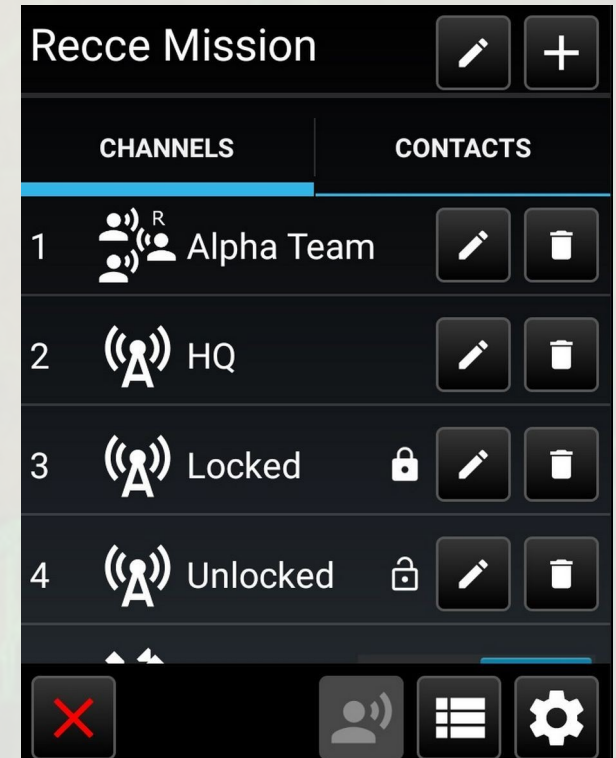 Recce Mission
CHANNELS CONTACTS
1 R Alpha Team
2 A HQ
3 A Locked
4 A Unlocked